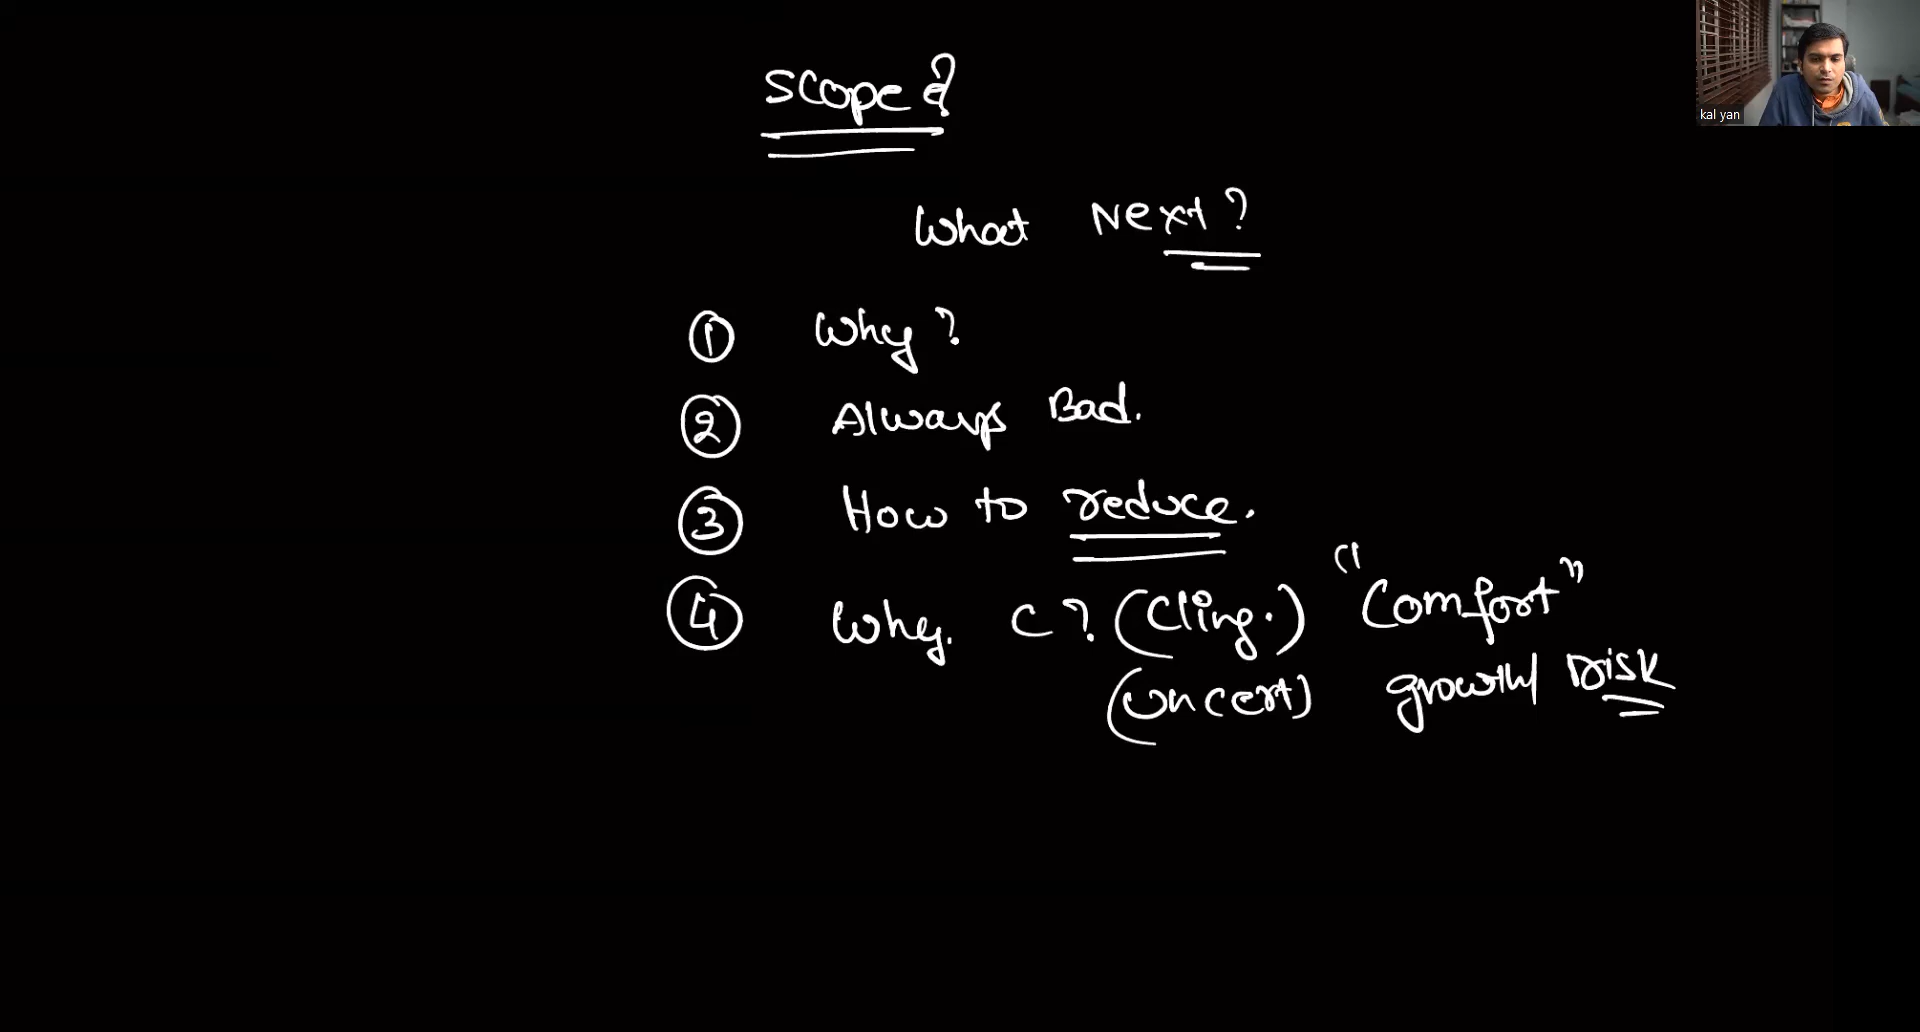 Scope?
kal yan
What Next?
① Why?
② Always Bad.
③ How to reduce.
④ Why. C? (Cling.) "Comfort"
(uncert) growth/ Risk